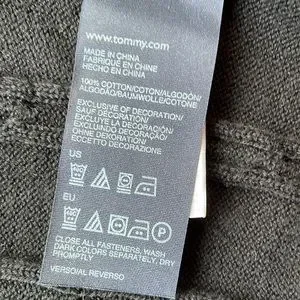 www.tommy.com
MADE IN CHINA
FABRIQUÉ EN CHINE
HECHO EN CHINA
100% COTTON/COTON/ALGODÓN/
ALGODÃO/BAUMWOLLE/COTONE
EXCLUSIVE OF DECORATION/
SAUF DÉCORATION/
EXCLUYE LA DECORACIÓN/
EXCLUINDO DECORAÇÃO/
OHNE DEKORATION/
ECCETTO DECORAZIONE
US
EU
P
CLOSE ALL FASTENERS, WASH
DARK COLORS SEPARATELY, DRY
PROMPTLY
VERSO/AL REVERSO